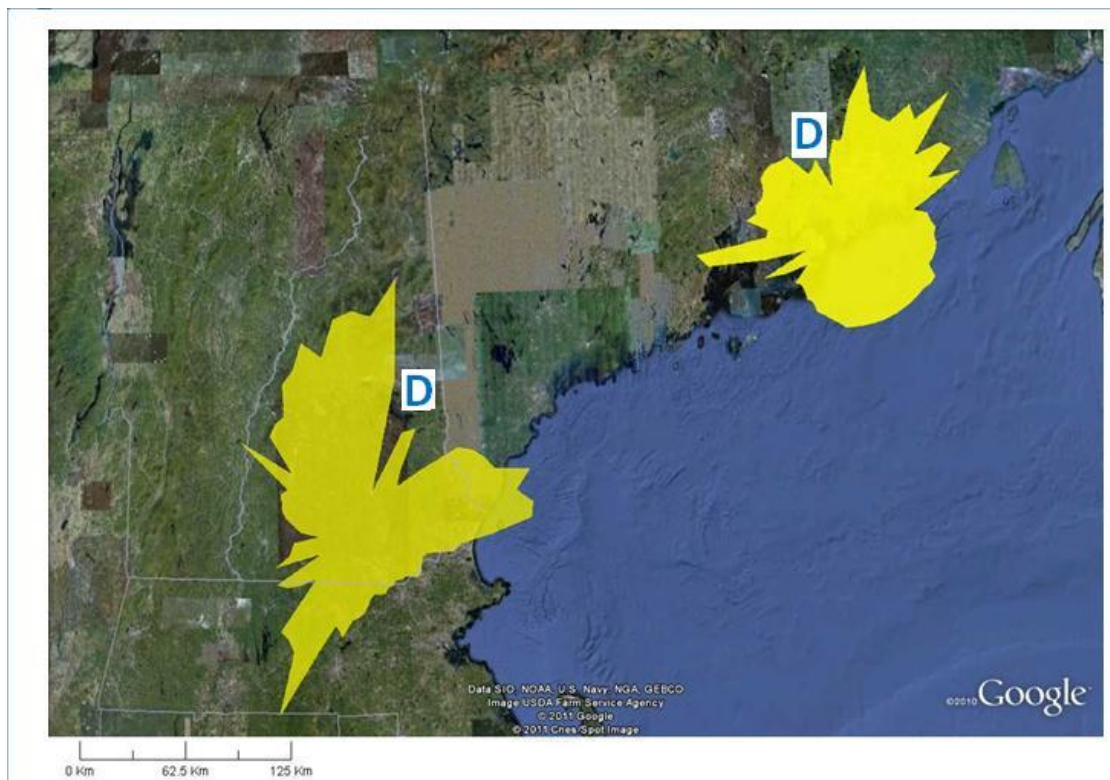 D
D
Data SIO, NOAA, U.S. Navy, NGA, GEBCO
Image USDA Farm Service Agency
© 2011 Google
© 2011 Cnes/Spot Image
©2010 Google
0 Km 62.5 Km 125 Km